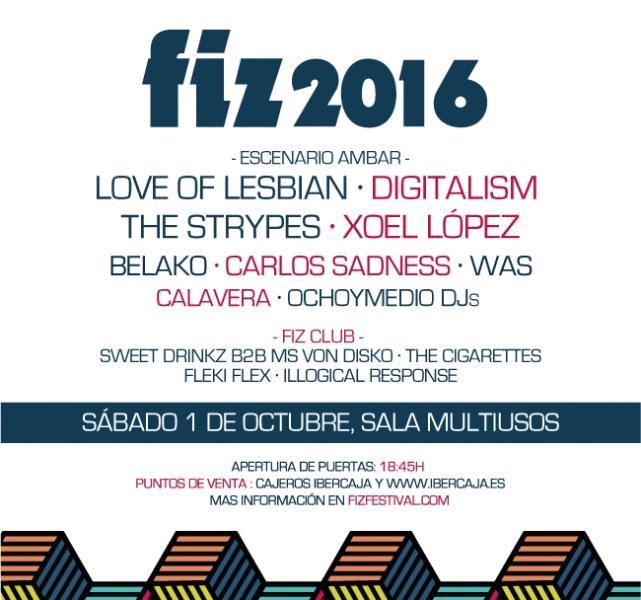 fiz2016
- ESCENARIO AMBAR -
LOVE OF LESBIAN · DIGITALISM
THE STRYPES · XOEL LÓPEZ
BELAKO · CARLOS SADNESS · WAS
CALAVERA · OCHOYMEDIO DJs
- FIZ CLUB -
SWEET DRINKZ B2B MS VON DISKO · THE CIGARETTES
FLEKI FLEX · ILLOGICAL RESPONSE
SÁBADO 1 DE OCTUBRE, SALA MULTIUSOS
APERTURA DE PUERTAS: 18:45H
PUNTOS DE VENTA : CAJEROS IBERCAJA Y WWW.IBERCAJA.ES
MAS INFORMACIÓN EN FIZFESTIVAL.COM